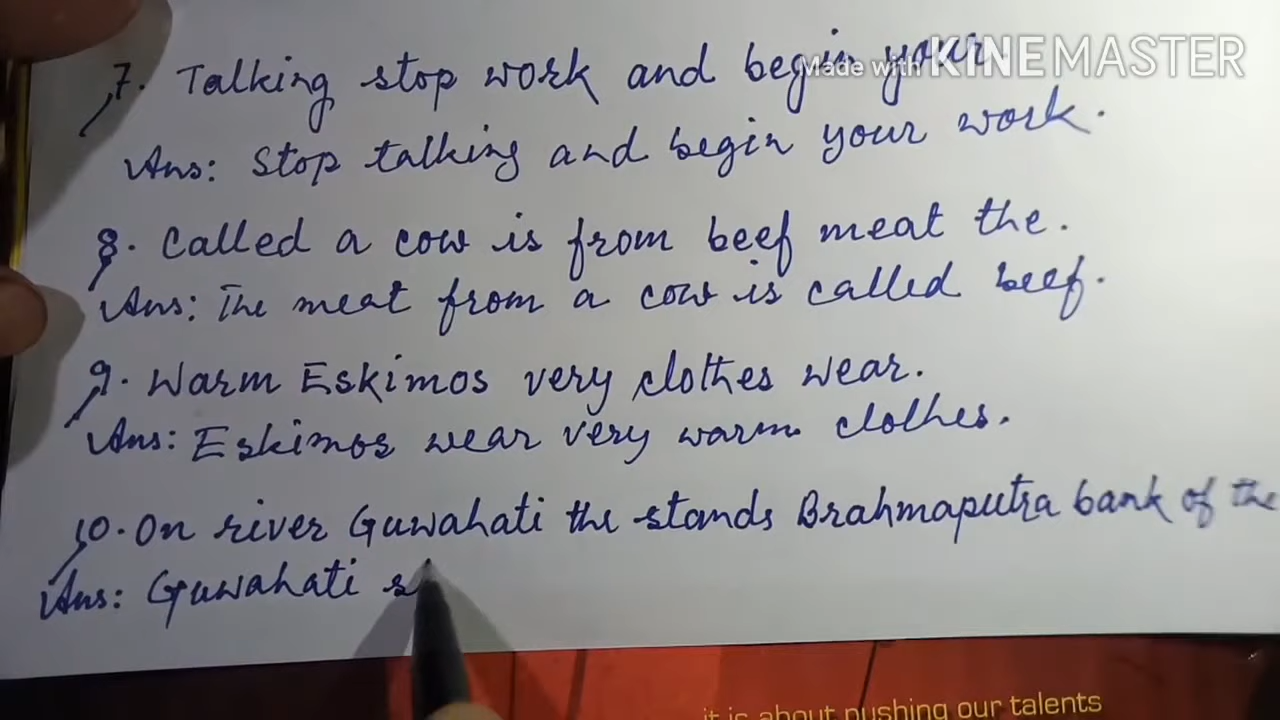 Made with KINEMASTER
7. Talking stop work and begin your
Ans: Stop talking and begin your work.
8. Called a cow is from beef meat the.
Ans: The meat from a cow is called beef.
9. Warm Eskimos very clothes wear.
Ans: Eskimos wear very warm clothes.
10. On river Guwahati the stands Brahmaputra bank of the
Ans: Guwahati s
it is about pushing our talents